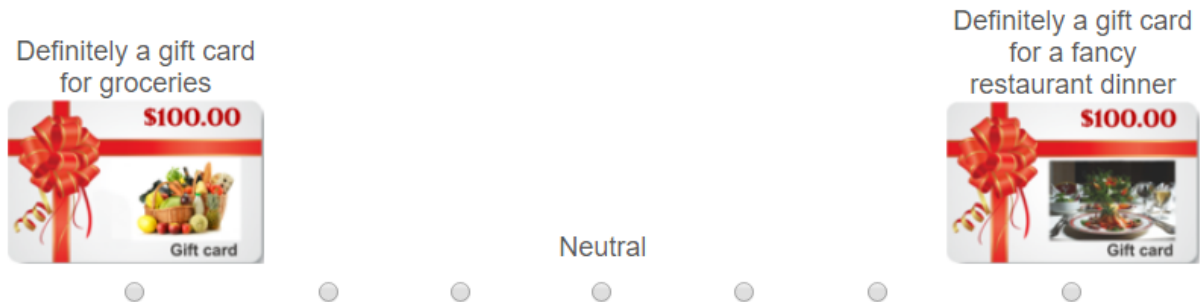 Definitely a gift card
for groceries
$100.00
Gift card
Neutral
Definitely a gift card
for a fancy
restaurant dinner
$100.00
Gift card